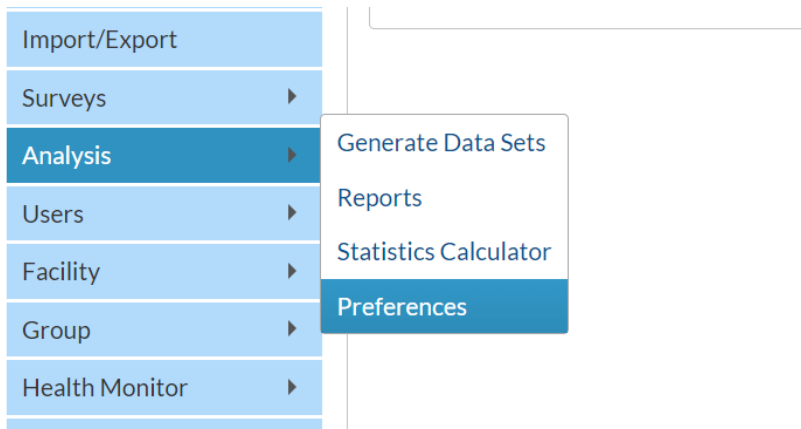 Import/Export
Surveys
Analysis
Users
Facility
Group
Health Monitor
Generate Data Sets
Reports
Statistics Calculator
Preferences